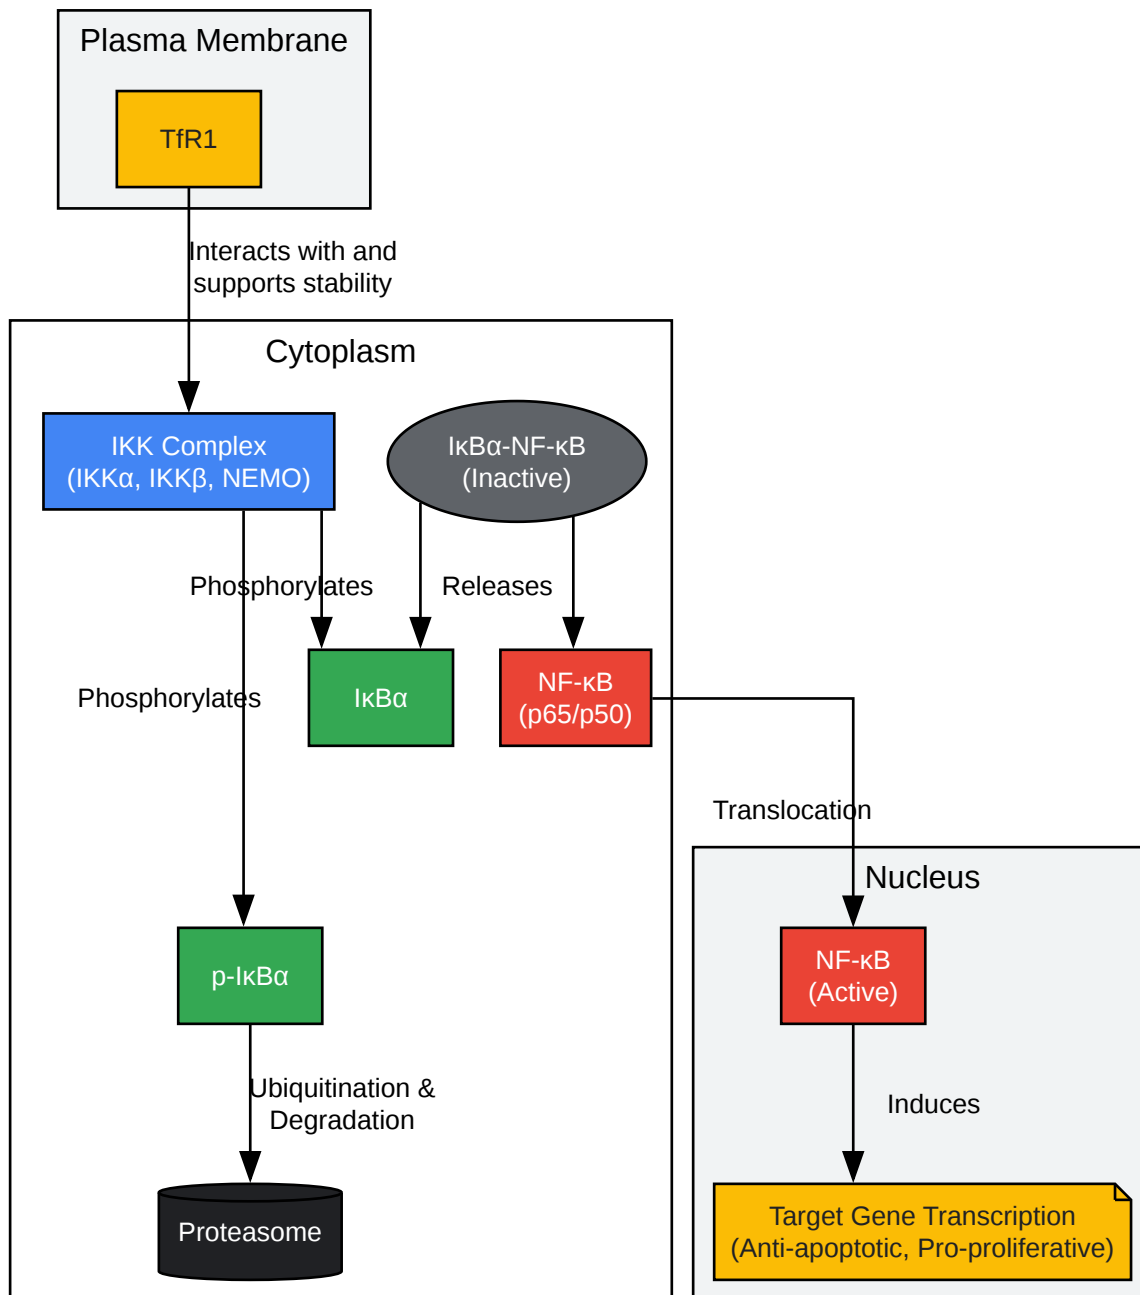 Plasma Membrane
TfR1
Interacts with and
supports stability
Cytoplasm
IKK Complex
(IKKα, IKKβ, NEMO)
IκBα-NF-κB
(Inactive)
Phosphorylates
Releases
Phosphorylates
IκBα
NF-κB
(p65/p50)
Translocation
Nucleus
p-IκBα
NF-κB
(Active)
Ubiquitination &
Degradation
Induces
Proteasome
Target Gene Transcription
(Anti-apoptotic, Pro-proliferative)